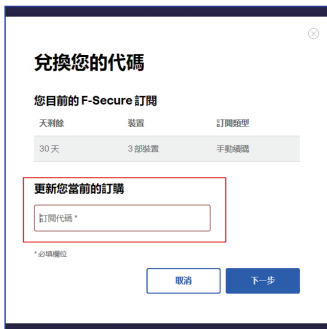 兌換您的代碼
您目前的 F-Secure 訂閱
天剩餘 裝置 訂閱類型
30 天 3 部裝置 手動續購
更新您當前的訂購
訂閱代碼 *
*必填欄位
取消 下一步